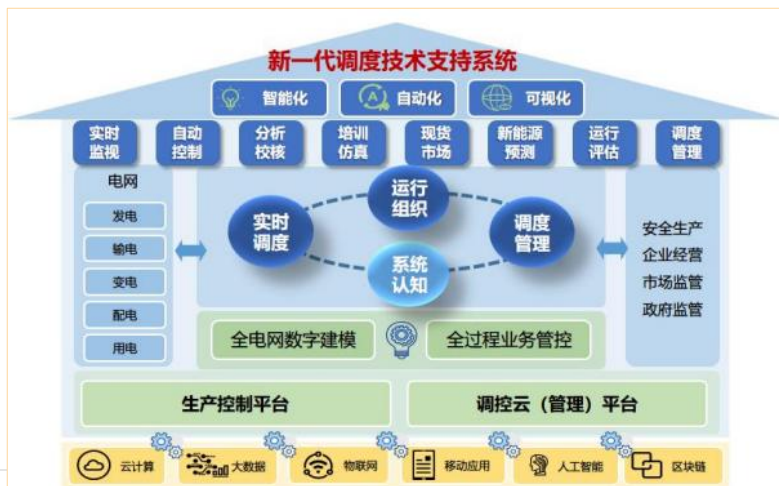 新一代调度技术支持系统
智能化
自动化
可视化
实时
监视
自动
控制
分析
校核
培训
仿真
现货
市场
新能源
预测
运行
评估
调度
管理
电网
发电
输电
变电
配电
用电
实时
调度
运行
组织
系统
认知
调度
管理
安全生产
企业经营
市场监管
政府监管
全电网数字建模
全过程业务管控
生产控制平台
调控云（管理）平台
云计算
大数据
物联网
移动应用
人工智能
区块链